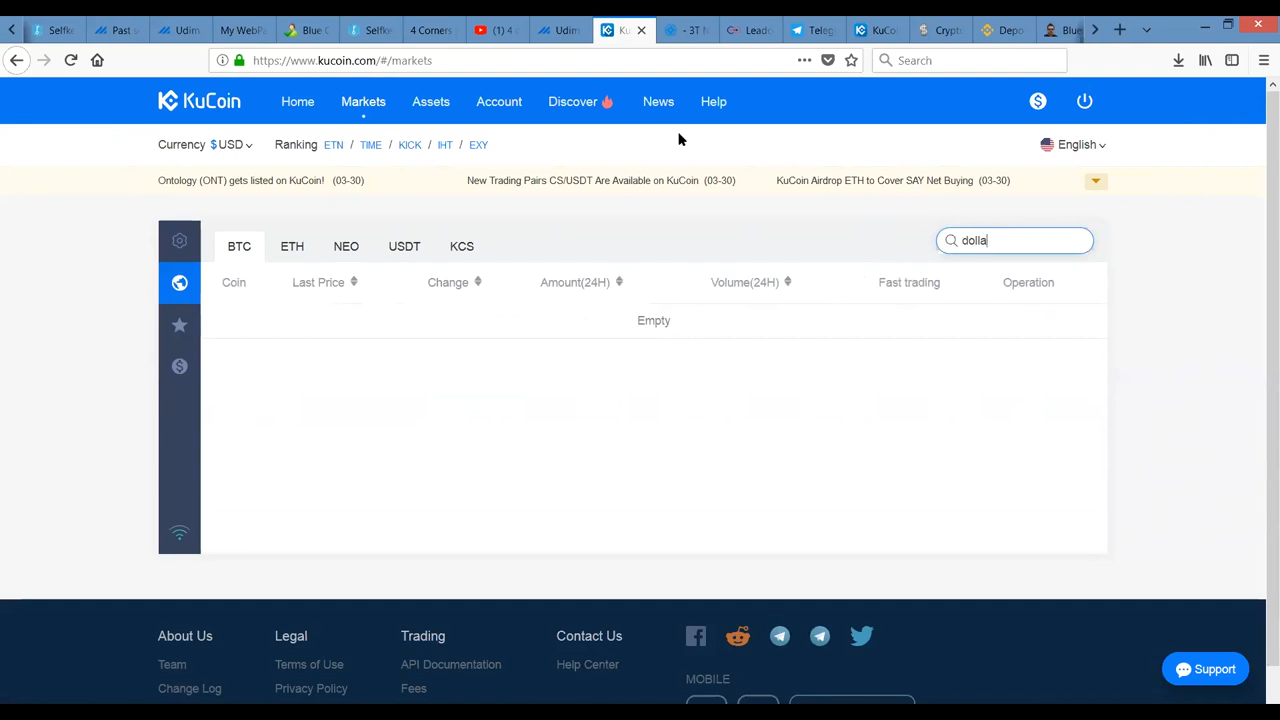 Selfke
Past s
Udim
My WebPa
Blue C
Selfke
4 Corners
(1) 4 c
Udim
Ku
- 3T N
Leade
Teleg
KuCo
Crypto
Depo
Blue
https://www.kucoin.com/#/markets
Search
KuCoin
Home
Markets
Assets
Account
Discover
News
Help
Currency $ USD
Ranking ETN / TIME / KICK / IHT / EXY
English
Ontology (ONT) gets listed on KuCoin! (03-30)
New Trading Pairs CS/USDT Are Available on KuCoin (03-30)
KuCoin Airdrop ETH to Cover SAY Net Buying (03-30)
BTC
ETH
NEO
USDT
KCS
dolla
Coin
Last Price
Change
Amount(24H)
Volume(24H)
Fast trading
Operation
Empty
About Us
Team
Change Log
Legal
Terms of Use
Privacy Policy
Trading
API Documentation
Fees
Contact Us
Help Center
MOBILE
Support